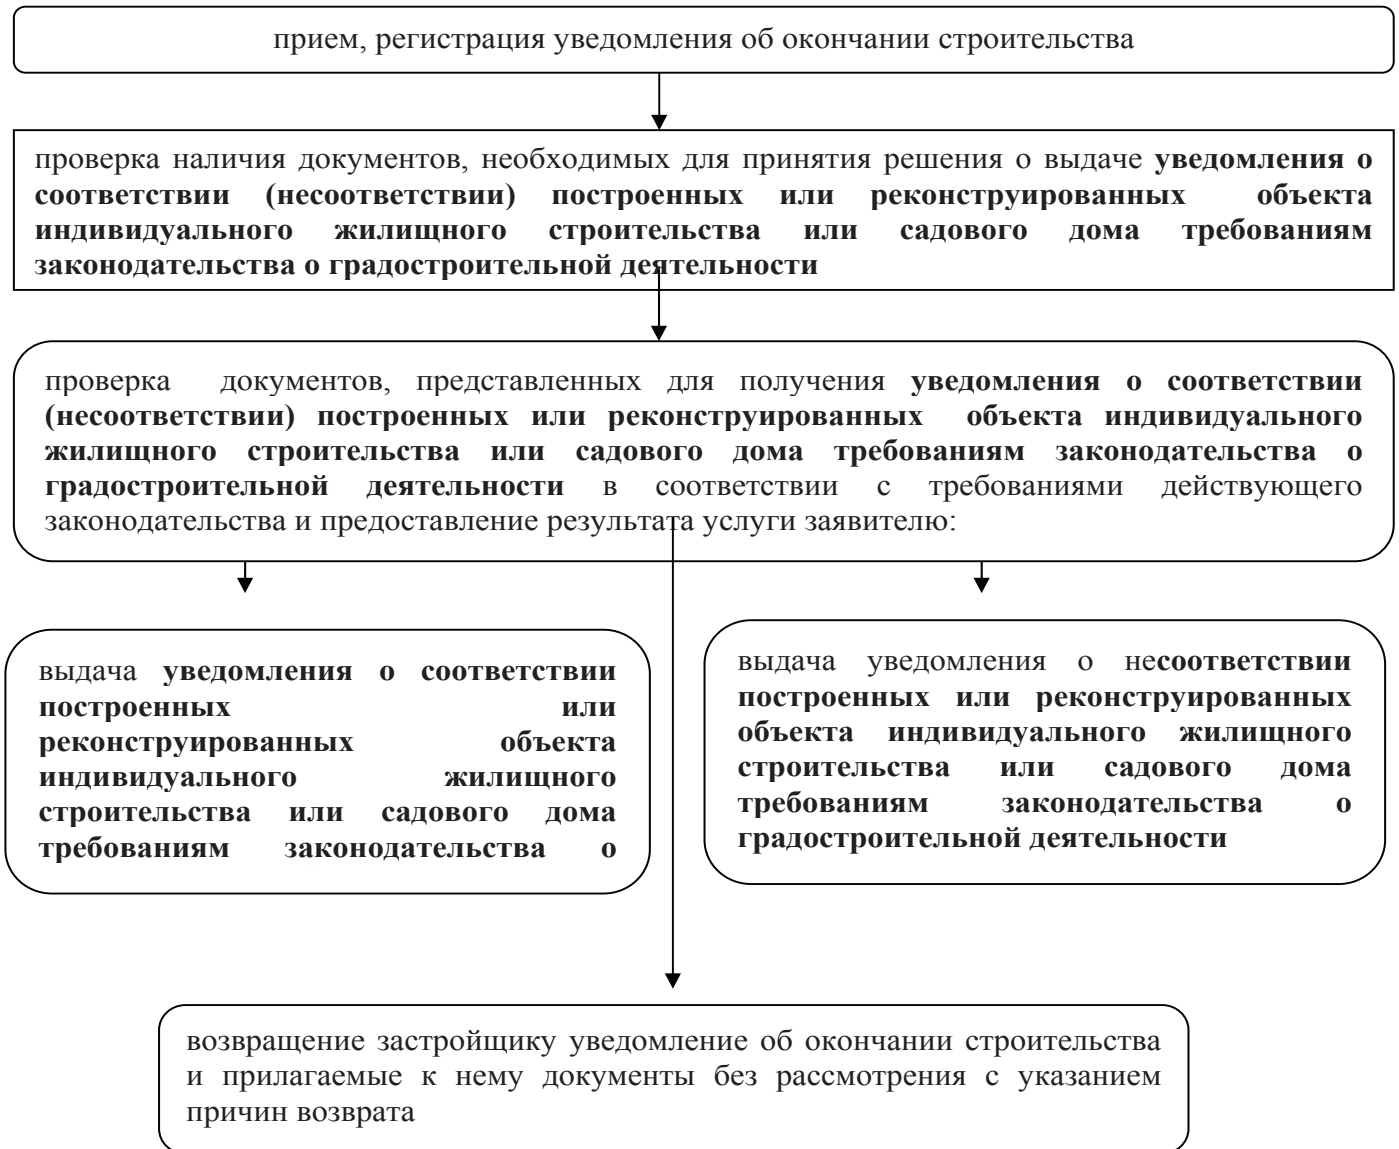 прием, регистрация уведомления об окончании строительства
проверка наличия документов, необходимых для принятия решения о выдаче уведомления о
соответствии (несоответствии) построенных или реконструированных объекта
индивидуального жилищного строительства или садового дома требованиям
законодательства о градостроительной деятельности
проверка документов, представленных для получения уведомления о соответствии
(несоответствии) построенных или реконструированных объекта индивидуального
жилищного строительства или садового дома требованиям законодательства о
градостроительной деятельности в соответствии с требованиями действующего
законодательства и предоставление результата услуги заявителю:
выдача уведомления о соответствии
построенных или
реконструированных объекта
индивидуального жилищного
строительства или садового дома
требованиям законодательства о
выдача уведомления о несоответствии
построенных или реконструированных
объекта индивидуального жилищного
строительства или садового дома
требованиям законодательства о
градостроительной деятельности
возвращение застройщику уведомление об окончании строительства
и прилагаемые к нему документы без рассмотрения с указанием
причин возврата